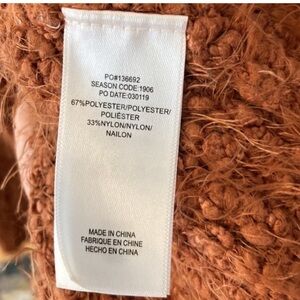 PO#136692
SEASON CODE:1906
PO DATE:030119
67%POLYESTER/POLYESTER/
POLIÉSTER
33%NYLON/NYLON/
NAILON
MADE IN CHINA
FABRIQUE EN CHINE
HECHO EN CHINA